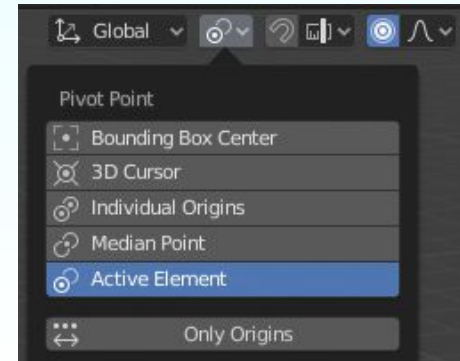 Global
Pivot Point
Bounding Box Center
3D Cursor
Individual Origins
Median Point
Active Element
Only Origins